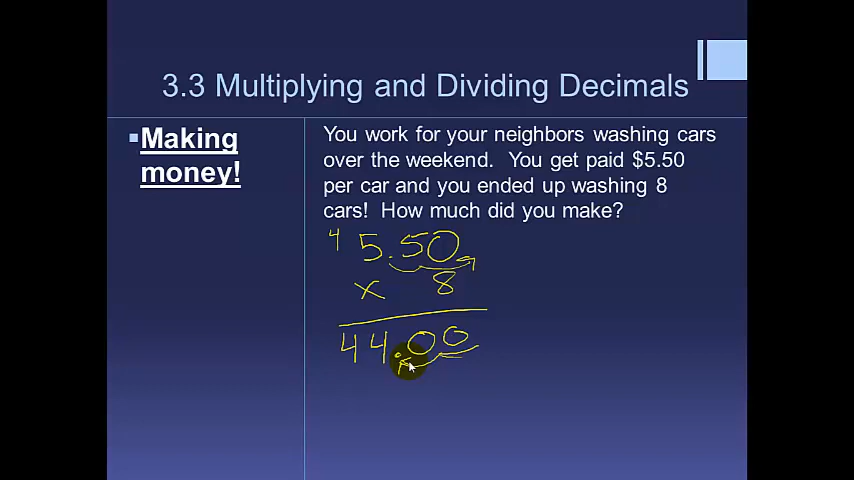 3.3 Multiplying and Dividing Decimals
Making
money!
You work for your neighbors washing cars
over the weekend. You get paid $5.50
per car and you ended up washing 8
cars! How much did you make?
4 5.50
x 8
44.00